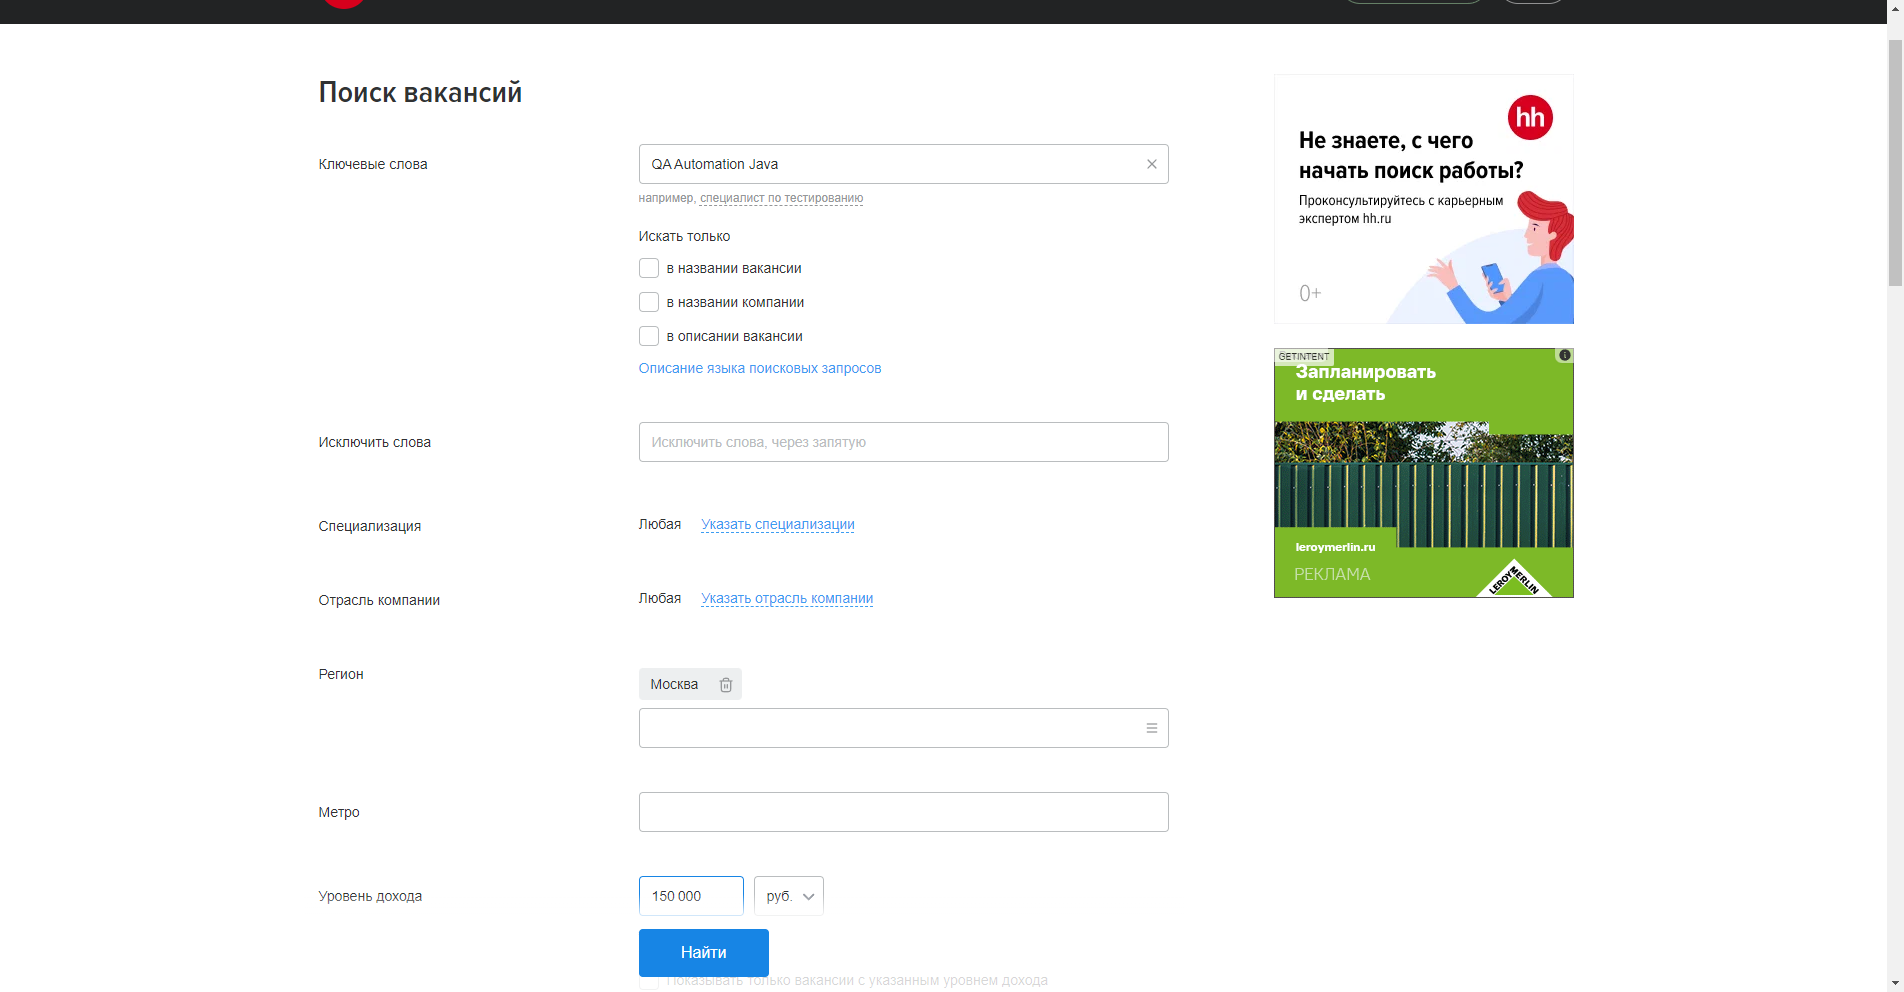 Поиск вакансий
Ключевые слова
QA Automation Java
например, специалист по тестированию
Искать только
в названии вакансии
в названии компании
в описании вакансии
Описание языка поисковых запросов
Исключить слова
Исключить слова, через запятую
Специализация
Любая Указать специализации
Отрасль компании
Любая Указать отрасль компании
Регион
Москва
Метро
Уровень дохода
150 000 руб.
Найти
Показывать только вакансии с указанным уровнем дохода
hh
Не знаете, с чего
начать поиск работы?
Проконсультируйтесь с карьерным
экспертом hh.ru
0+
GETINTENT
Запланировать
и сделать
leroymerlin.ru
РЕКЛАМА
LEROY MERLIN